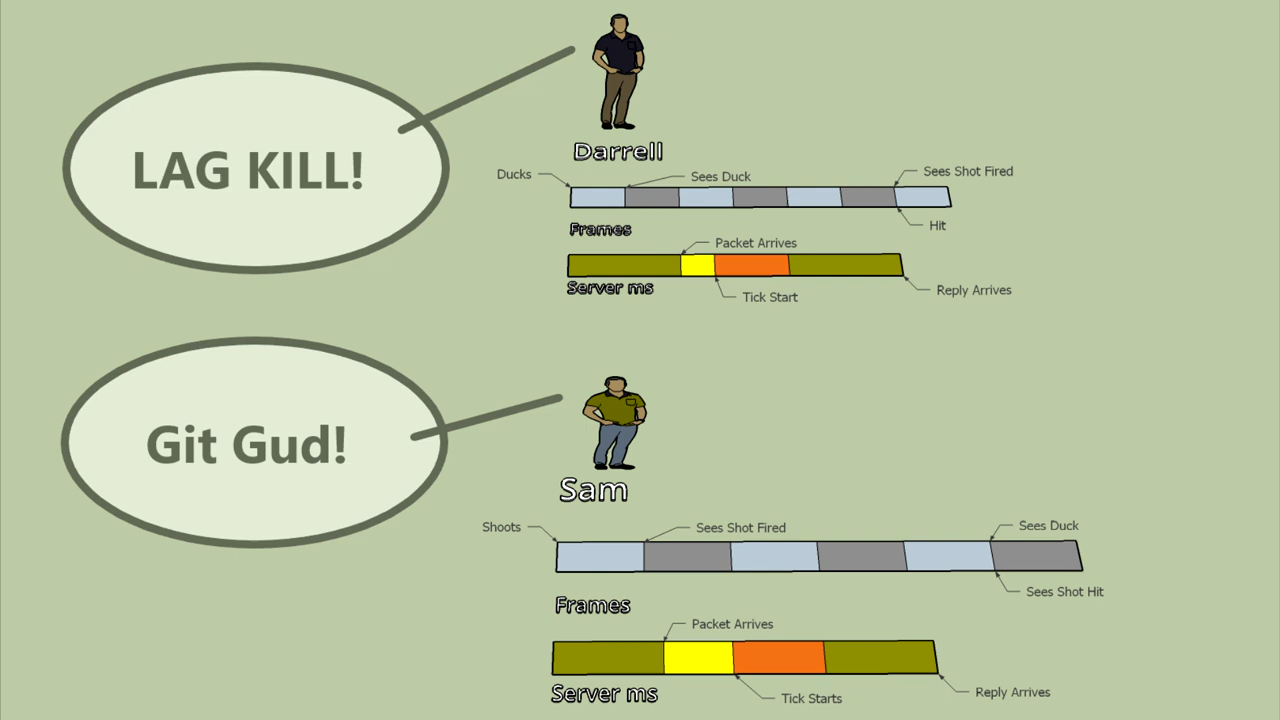 LAG KILL!
Darrell
Ducks
Sees Duck
Sees Shot Fired
Hit
Frames
Packet Arrives
Server ms
Tick Start
Reply Arrives
Git Gud!
Sam
Shoots
Sees Shot Fired
Sees Duck
Sees Shot Hit
Frames
Packet Arrives
Server ms
Tick Starts
Reply Arrives